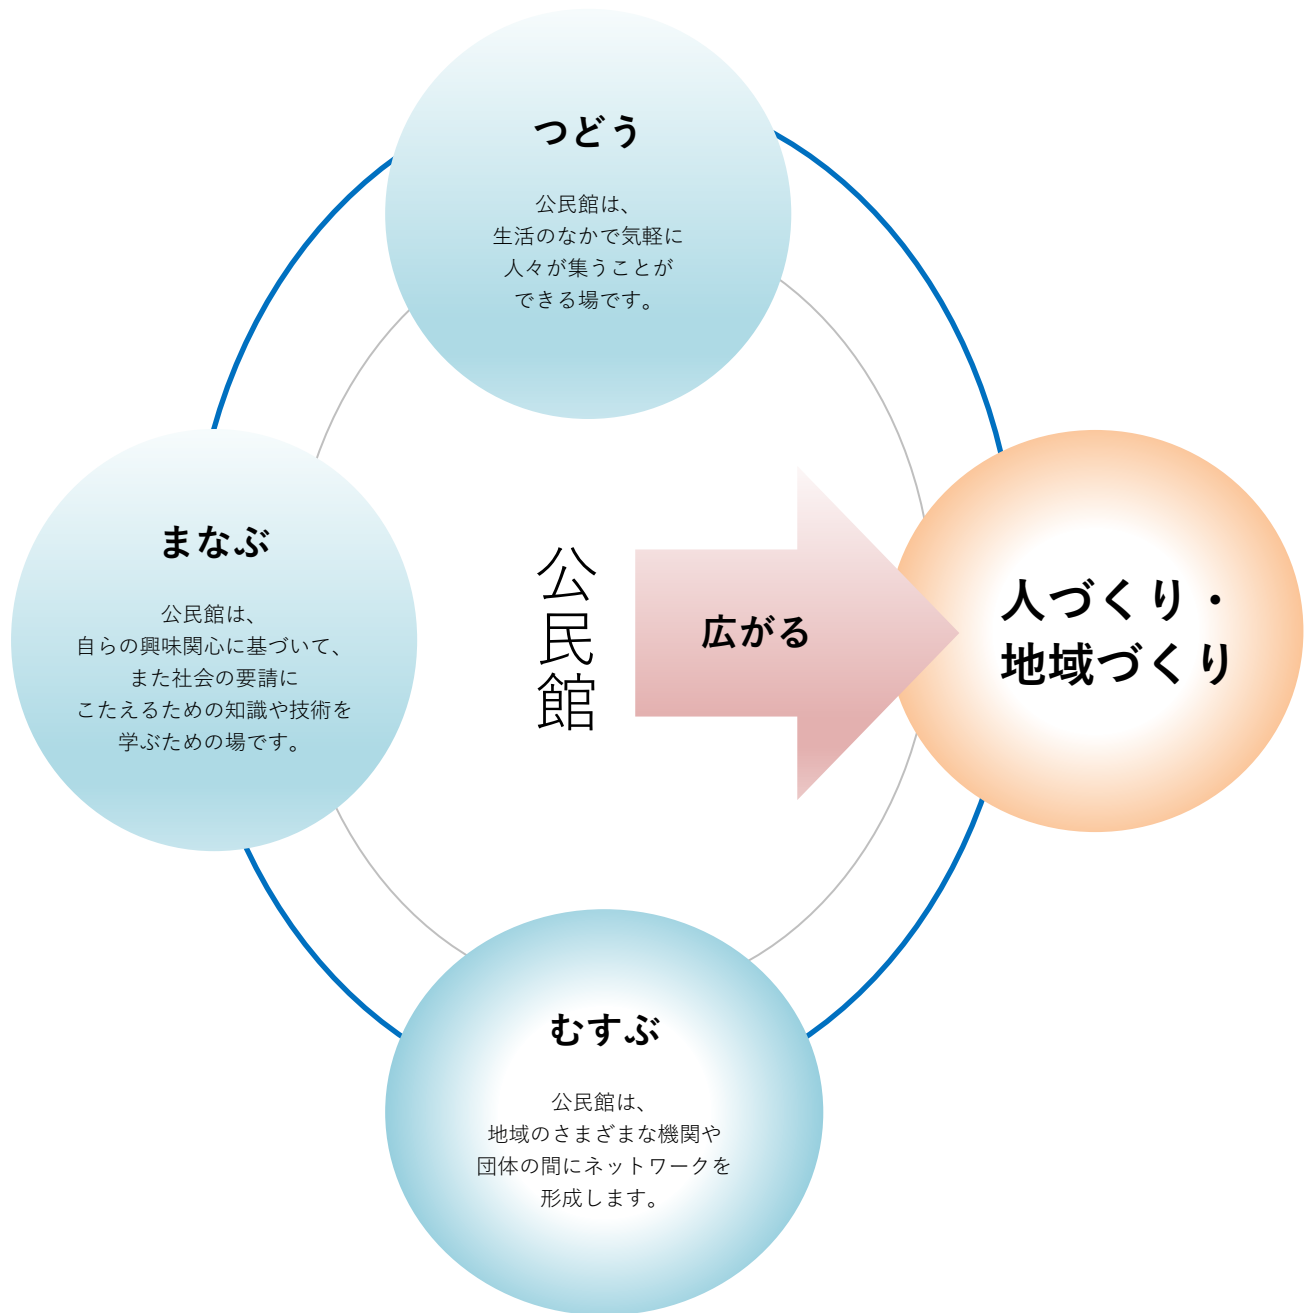 つどう
公民館は、
生活のなかで気軽に
人々が集うことが
できる場です。
まなぶ
公民館は、
自らの興味関心に基づいて、
また社会の要請に
こたえるための知識や技術を
学ぶための場です。
公民館
広がる
人づくり・
地域づくり
むすぶ
公民館は、
地域のさまざまな機関や
団体の間にネットワークを
形成します。